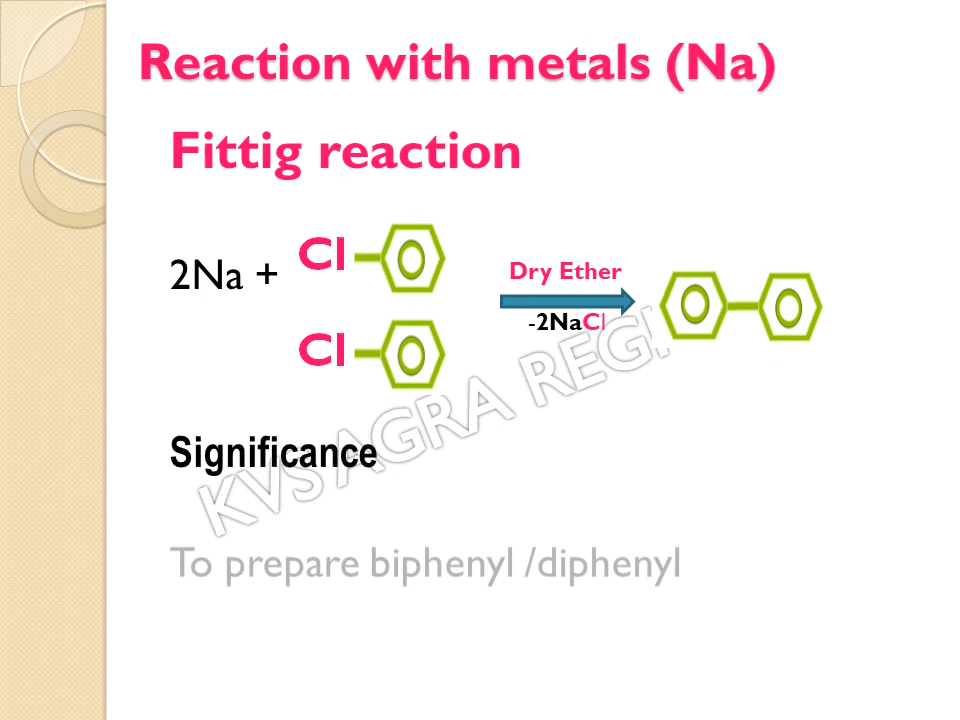 Reaction with metals (Na)
Fittig reaction
Cl
2Na +
Dry Ether
-2NaCl
Cl
KVS AGRA
Significance
To prepare biphenyl /diphenyl